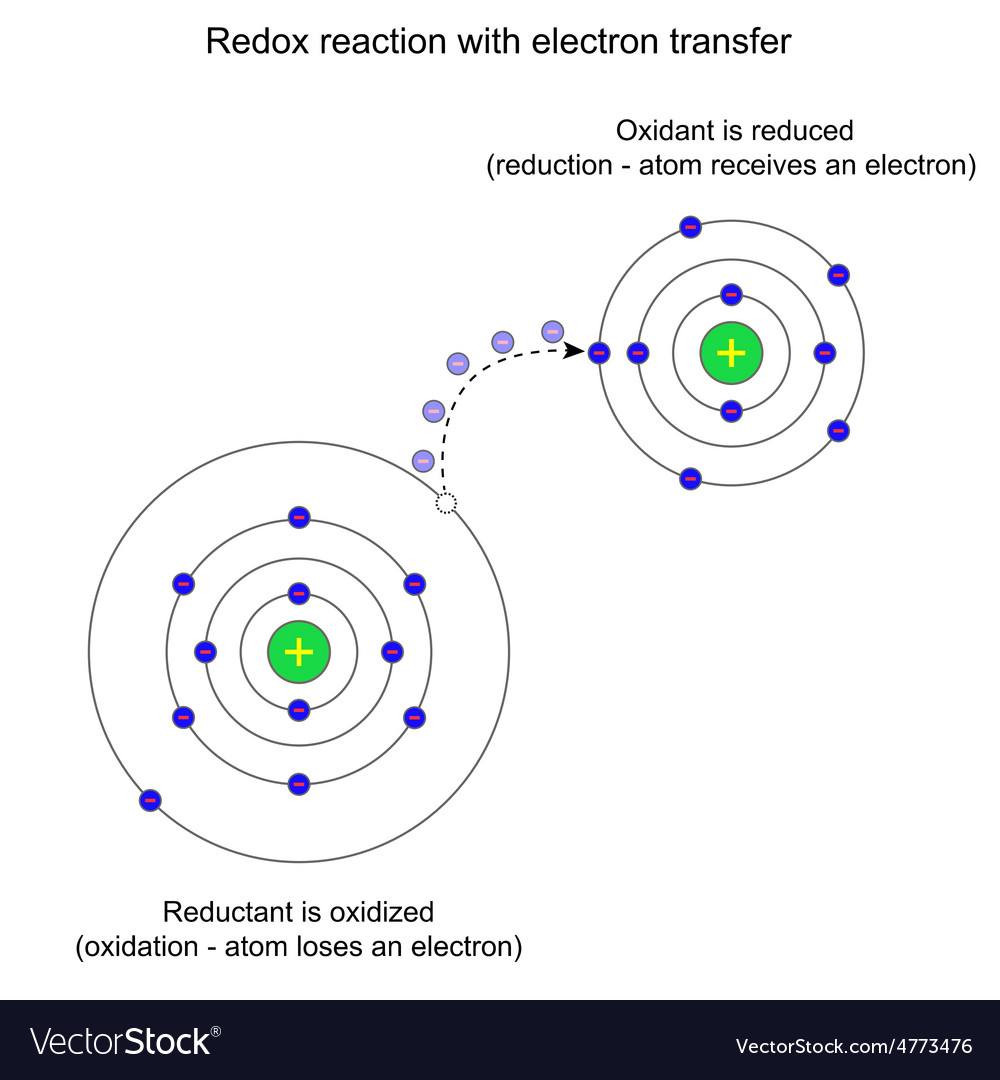 Redox reaction with electron transfer
Oxidant is reduced
(reduction - atom receives an electron)
Reductant is oxidized
(oxidation - atom loses an electron)
VectorStock®
VectorStock.com/4773476